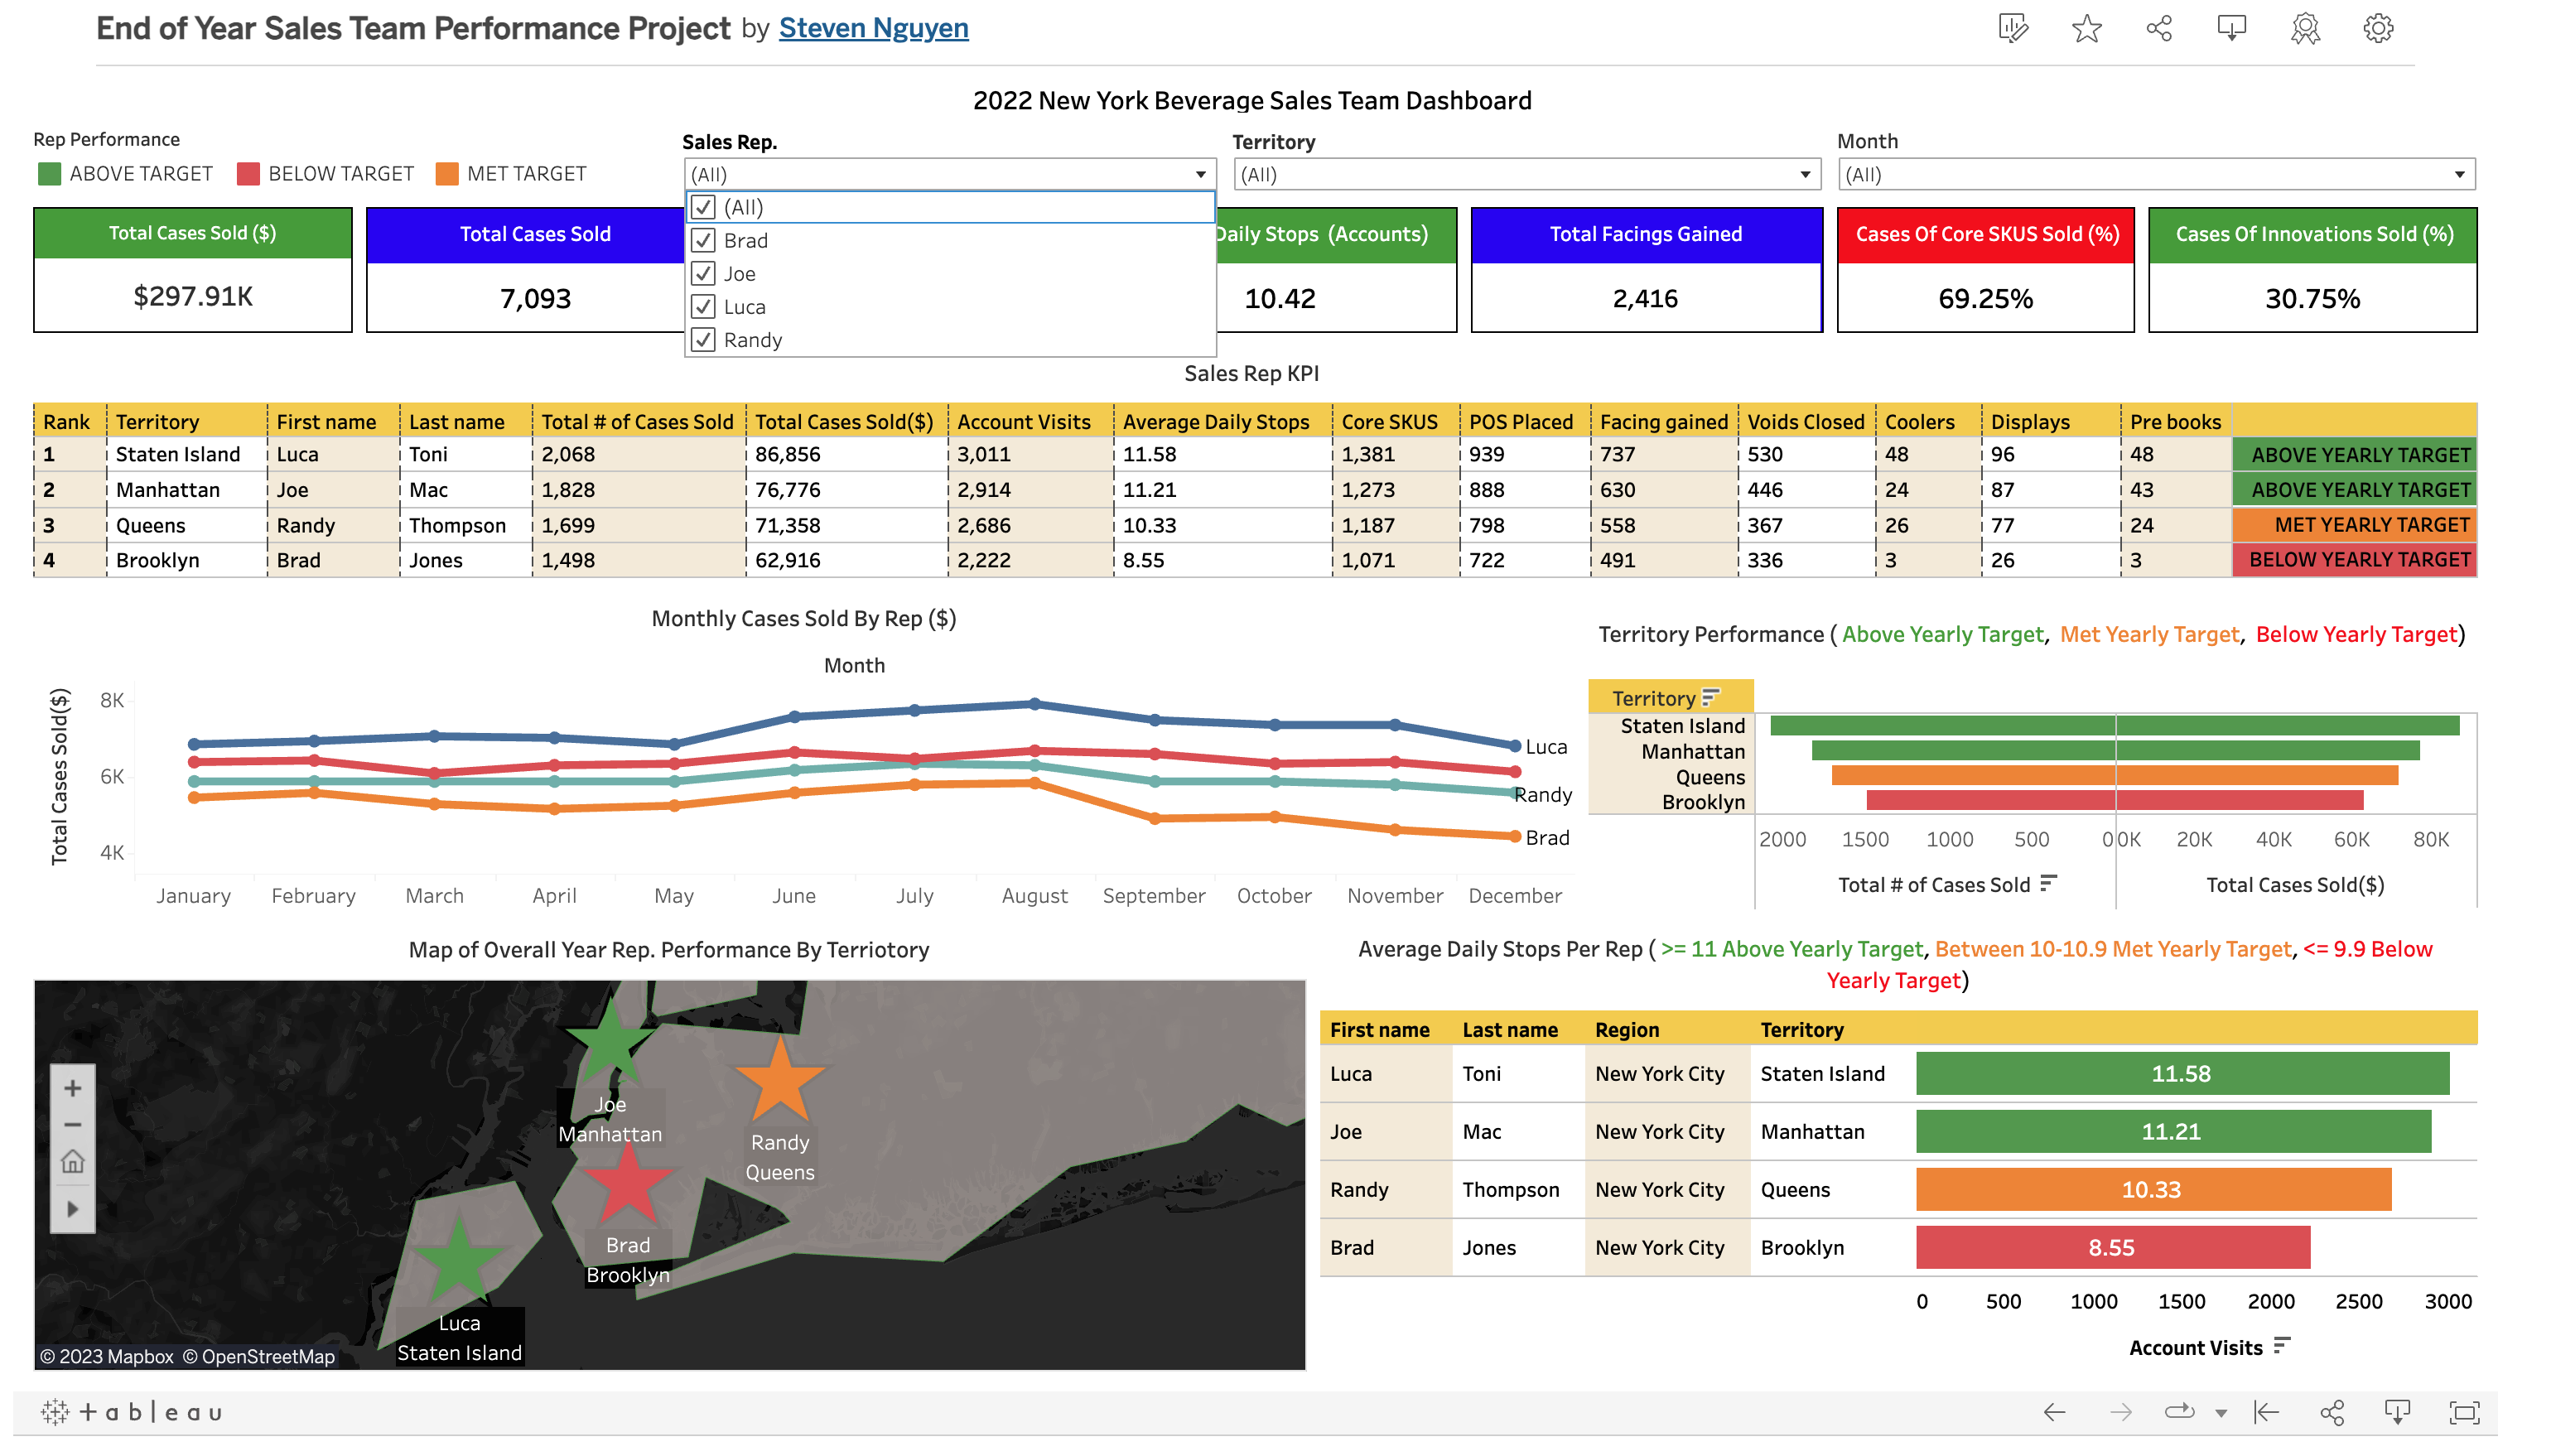 End of Year Sales Team Performance Project by Steven Nguyen
2022 New York Beverage Sales Team Dashboard
Rep Performance
ABOVE TARGET BELOW TARGET MET TARGET
Sales Rep.
(All)
(All)
Brad
Joe
Luca
Randy
Territory
(All)
Month
(All)
Total Cases Sold ($)
$297.91K
Total Cases Sold
7,093
Daily Stops (Accounts)
10.42
Total Facings Gained
2,416
Cases Of Core SKUS Sold (%)
69.25%
Cases Of Innovations Sold (%)
30.75%
Sales Rep KPI
Rank Territory First name Last name Total # of Cases Sold Total Cases Sold($) Account Visits Average Daily Stops Core SKUS POS Placed Facing gained Voids Closed Coolers Displays Pre books
1 Staten Island Luca Toni 2,068 86,856 3,011 11.58 1,381 939 737 530 48 96 48 ABOVE YEARLY TARGET
2 Manhattan Joe Mac 1,828 76,776 2,914 11.21 1,273 888 630 446 24 87 43 ABOVE YEARLY TARGET
3 Queens Randy Thompson 1,699 71,358 2,686 10.33 1,187 798 558 367 26 77 24 MET YEARLY TARGET
4 Brooklyn Brad Jones 1,498 62,916 2,222 8.55 1,071 722 491 336 3 26 3 BELOW YEARLY TARGET
Monthly Cases Sold By Rep ($)
Month
Total Cases Sold($)
8K
6K
4K
Luca
Randy
Brad
January February March April May June July August September October November December
Territory Performance ( Above Yearly Target, Met Yearly Target, Below Yearly Target)
Territory
Staten Island
Manhattan
Queens
Brooklyn
2000 1500 1000 500 0 0K 20K 40K 60K 80K
Total # of Cases Sold Total Cases Sold($)
Map of Overall Year Rep. Performance By Terriotory
Joe
Manhattan
Randy
Queens
Brad
Brooklyn
Luca
Staten Island
© 2023 Mapbox © OpenStreetMap
Average Daily Stops Per Rep ( >= 11 Above Yearly Target, Between 10-10.9 Met Yearly Target, <= 9.9 Below
Yearly Target)
First name Last name Region Territory
Luca Toni New York City Staten Island 11.58
Joe Mac New York City Manhattan 11.21
Randy Thompson New York City Queens 10.33
Brad Jones New York City Brooklyn 8.55
0 500 1000 1500 2000 2500 3000
Account Visits
+ableau